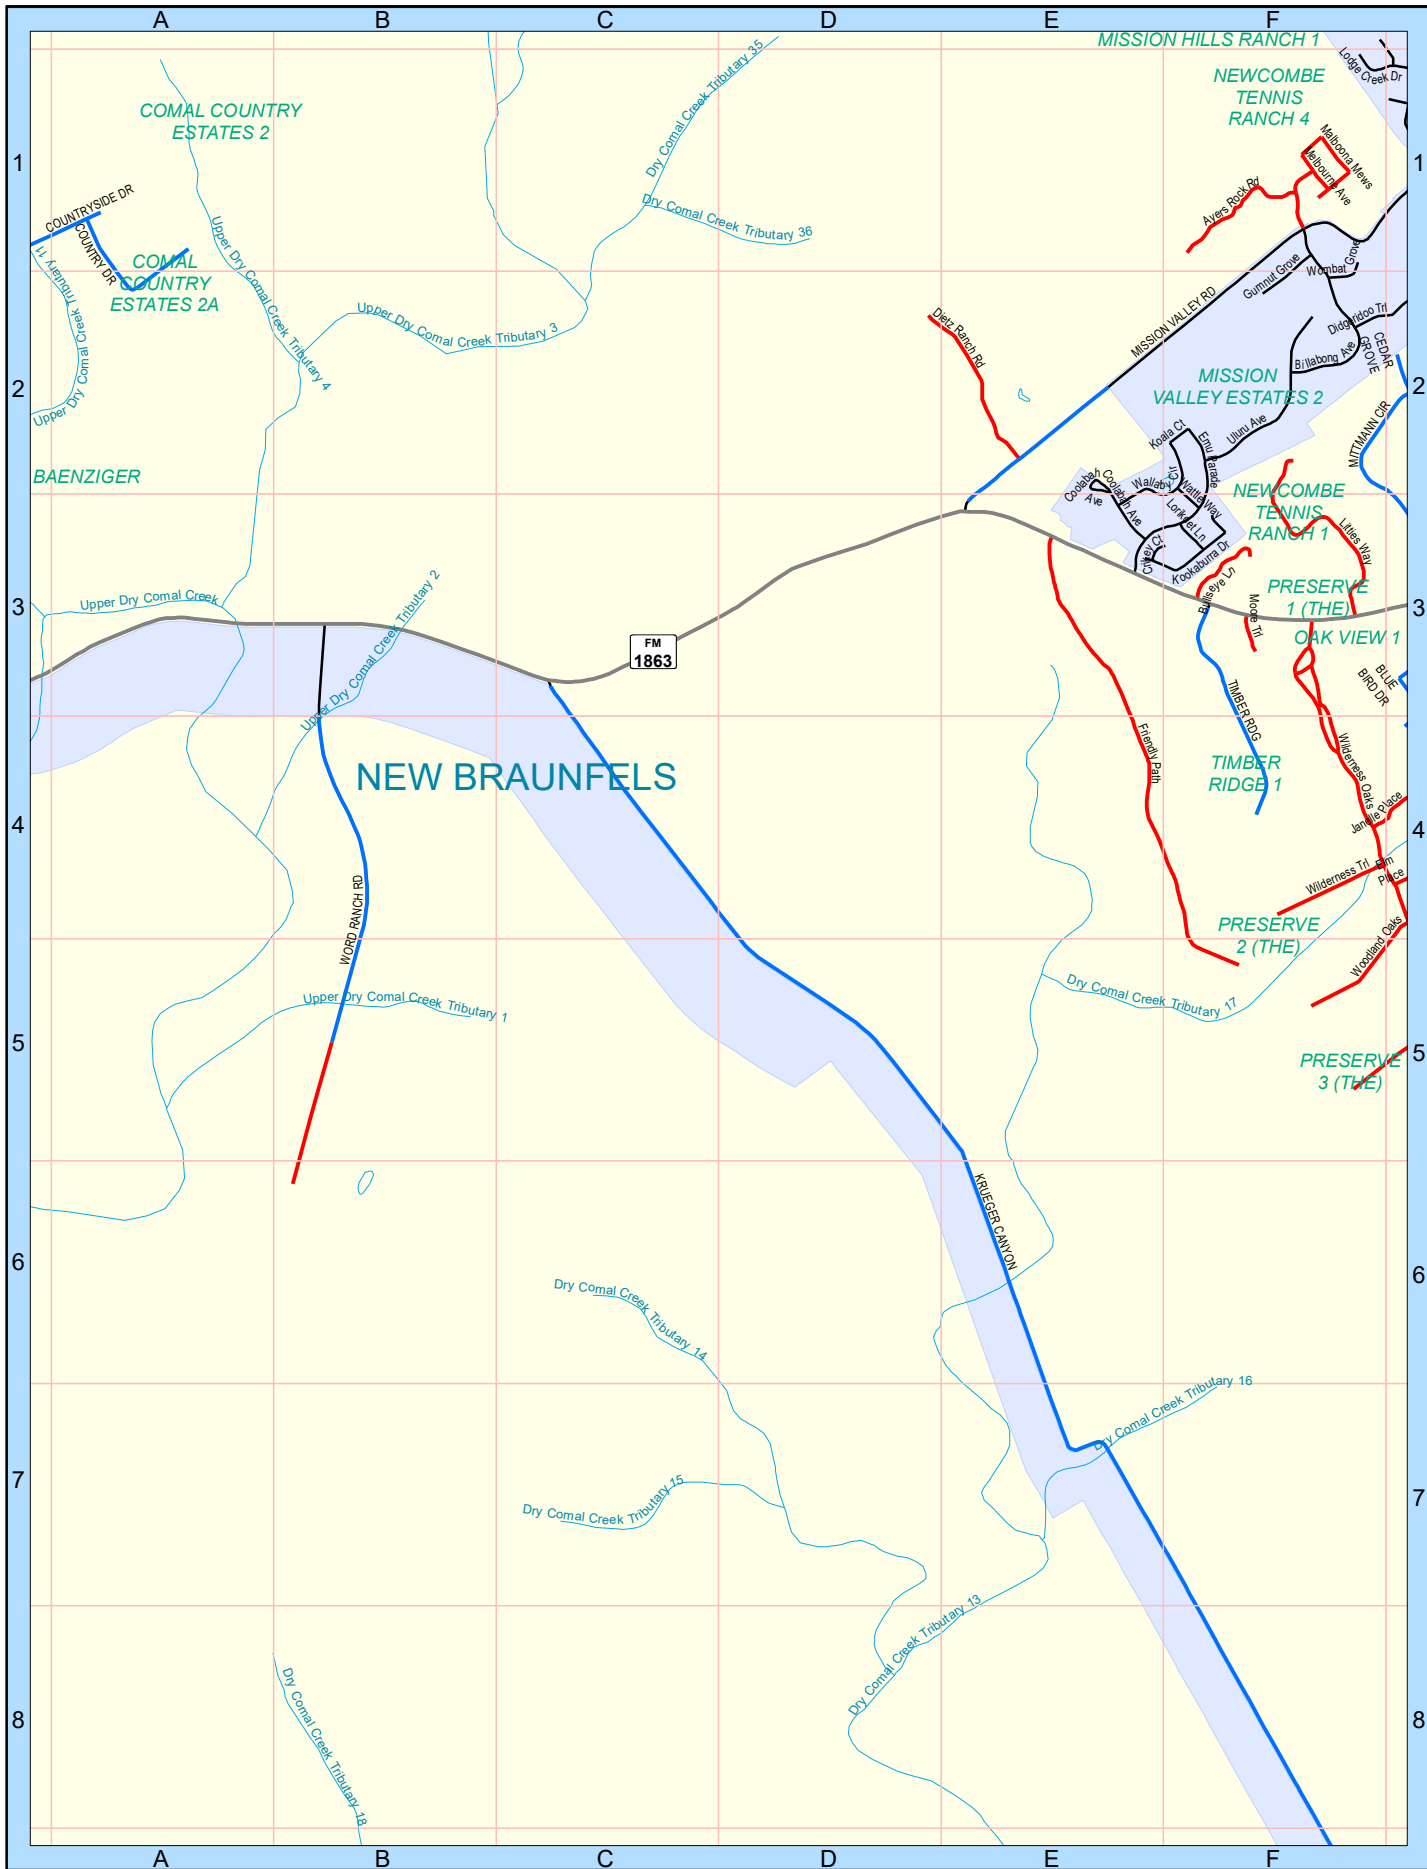 A B C D E F
MISSION HILLS RANCH 1
Lodge Creek Dr
NEWCOMBE
TENNIS
RANCH 4
Dry Comal Creek Tributary 35
COMAL COUNTRY
ESTATES 2
1
1
Malboona Mews
Melbourne Ave
Ayers Rock Rd
COUNTRYSIDE DR
COUNTRY DR
Dry Comal Creek Tributary 36
Upper Dry Comal Creek Tributary 4
Upper Dry Comal Creek Tributary 11
COMAL
COUNTRY
ESTATES 2A
Gumnut Grove
Wombat Grove
MISSION VALLEY RD
Upper Dry Comal Creek Tributary 3
Dietz Ranch Rd
Didgeridoo Trl
Billabong Ave
CEDAR
GROVE
2
2
MISSION
VALLEY ESTATES 2
MITTMANN CIR
Koala Ct
Emu Parade
Uluru Ave
BAENZIGER
Coolabah
Ave
Coolabah Ave
Wallaby Cir
Wattle Way
Lorikeet Ln
NEWCOMBE
TENNIS
RANCH 1
Litties Way
Kookaburra Dr
Bullseye Ln
Upper Dry Comal Creek
Upper Dry Comal Creek Tributary 2
PRESERVE
1 (THE)
Moore Trl
3
3
OAK VIEW 1
FM
1863
BLUE
BIRD DR
TIMBER RDG
Friendly Path
Wilderness Oaks
NEW BRAUNFELS
TIMBER
RIDGE 1
Janelle Place
4
4
Wilderness Trl
Elm
Place
WORD RANCH RD
PRESERVE
2 (THE)
Woodland Oaks
Dry Comal Creek Tributary 17
Upper Dry Comal Creek Tributary 1
5
5
PRESERVE
3 (THE)
KRUEGER CANYON
6
6
Dry Comal Creek Tributary 14
Dry Comal Creek Tributary 16
7
7
Dry Comal Creek Tributary 15
Dry Comal Creek Tributary 13
Dry Comal Creek Tributary 18
8
8
A B C D E F